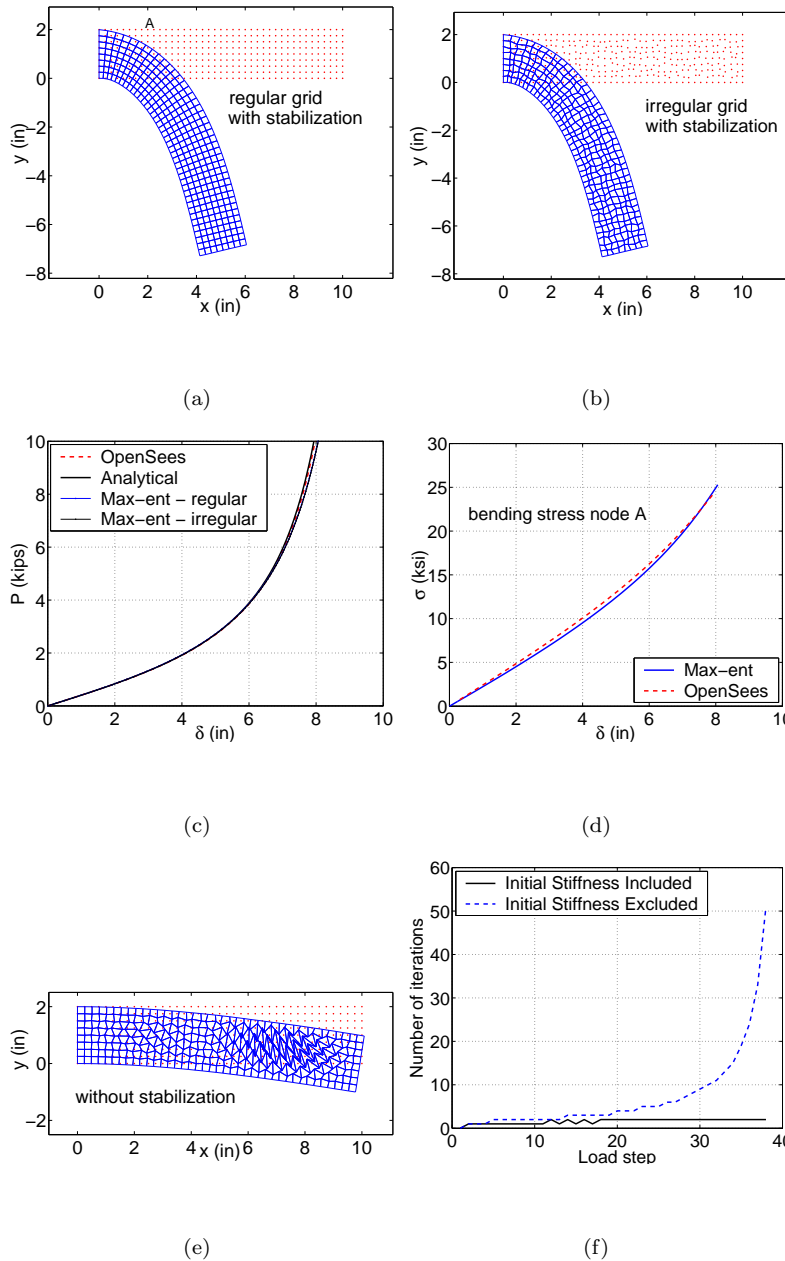 A
2
0
−2
−4
−6
−8
y (in)
regular grid
with stabilization
0 2 4 6 8 10
x (in)
(a)
2
0
−2
−4
−6
−8
y (in)
irregular grid
with stabilization
0 2 4 6 8 10
x (in)
(b)
10
8
6
4
2
0
P (kips)
OpenSees
Analytical
Max−ent − regular
Max−ent − irregular
0 2 4 6 8 10
δ (in)
(c)
30
25
20
15
10
5
0
σ (ksi)
bending stress node A
Max−ent
OpenSees
0 2 4 6 8 10
δ (in)
(d)
2
0
−2
y (in)
without stabilization
0 2 4 6 8 10
x (in)
(e)
60
50
40
30
20
10
0
Number of iterations
Initial Stiffness Included
Initial Stiffness Excluded
0 10 20 30 40
Load step
(f)